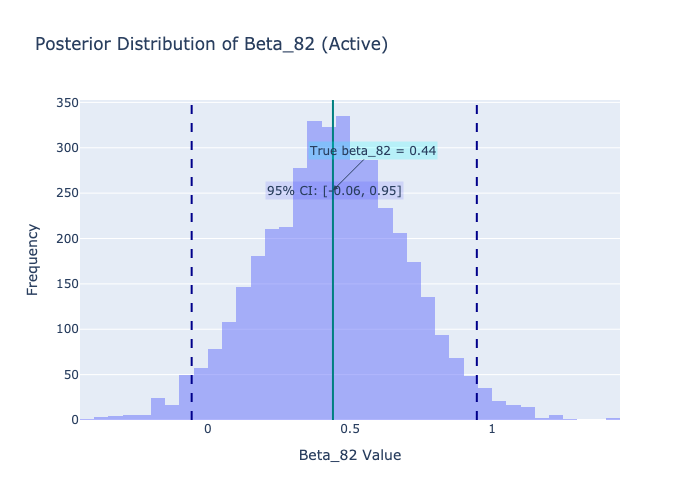 Posterior Distribution of Beta_82 (Active)
350
300
250
200
150
100
50
0
Frequency
True beta_82 = 0.44
95% CI: [-0.06, 0.95]
0
0.5
1
Beta_82 Value